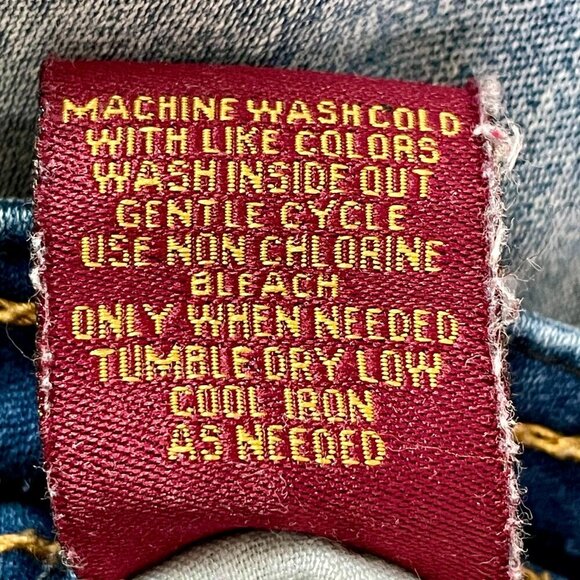 MACHINE WASH COLD
WITH LIKE COLORS
WASH INSIDE OUT
GENTLE CYCLE
USE NON CHLORINE
BLEACH
ONLY WHEN NEEDED
TUMBLE DRY LOW
COOL IRON
AS NEEDED